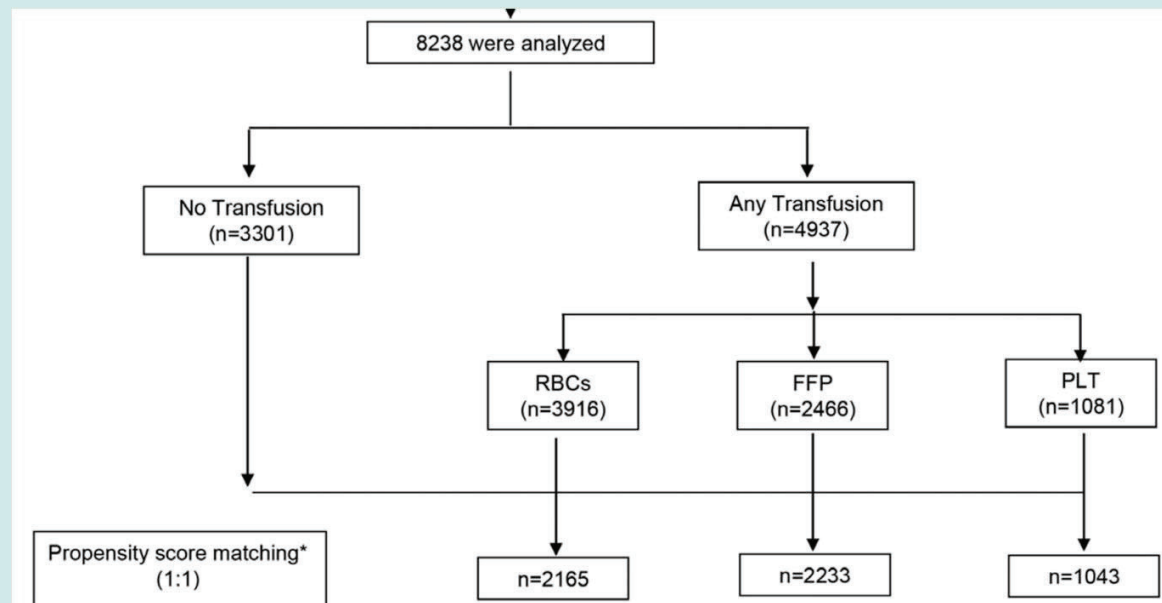 8238 were analyzed
No Transfusion
(n=3301)
Any Transfusion
(n=4937)
RBCs
(n=3916)
FFP
(n=2466)
PLT
(n=1081)
Propensity score matching*
(1:1)
n=2165
n=2233
n=1043